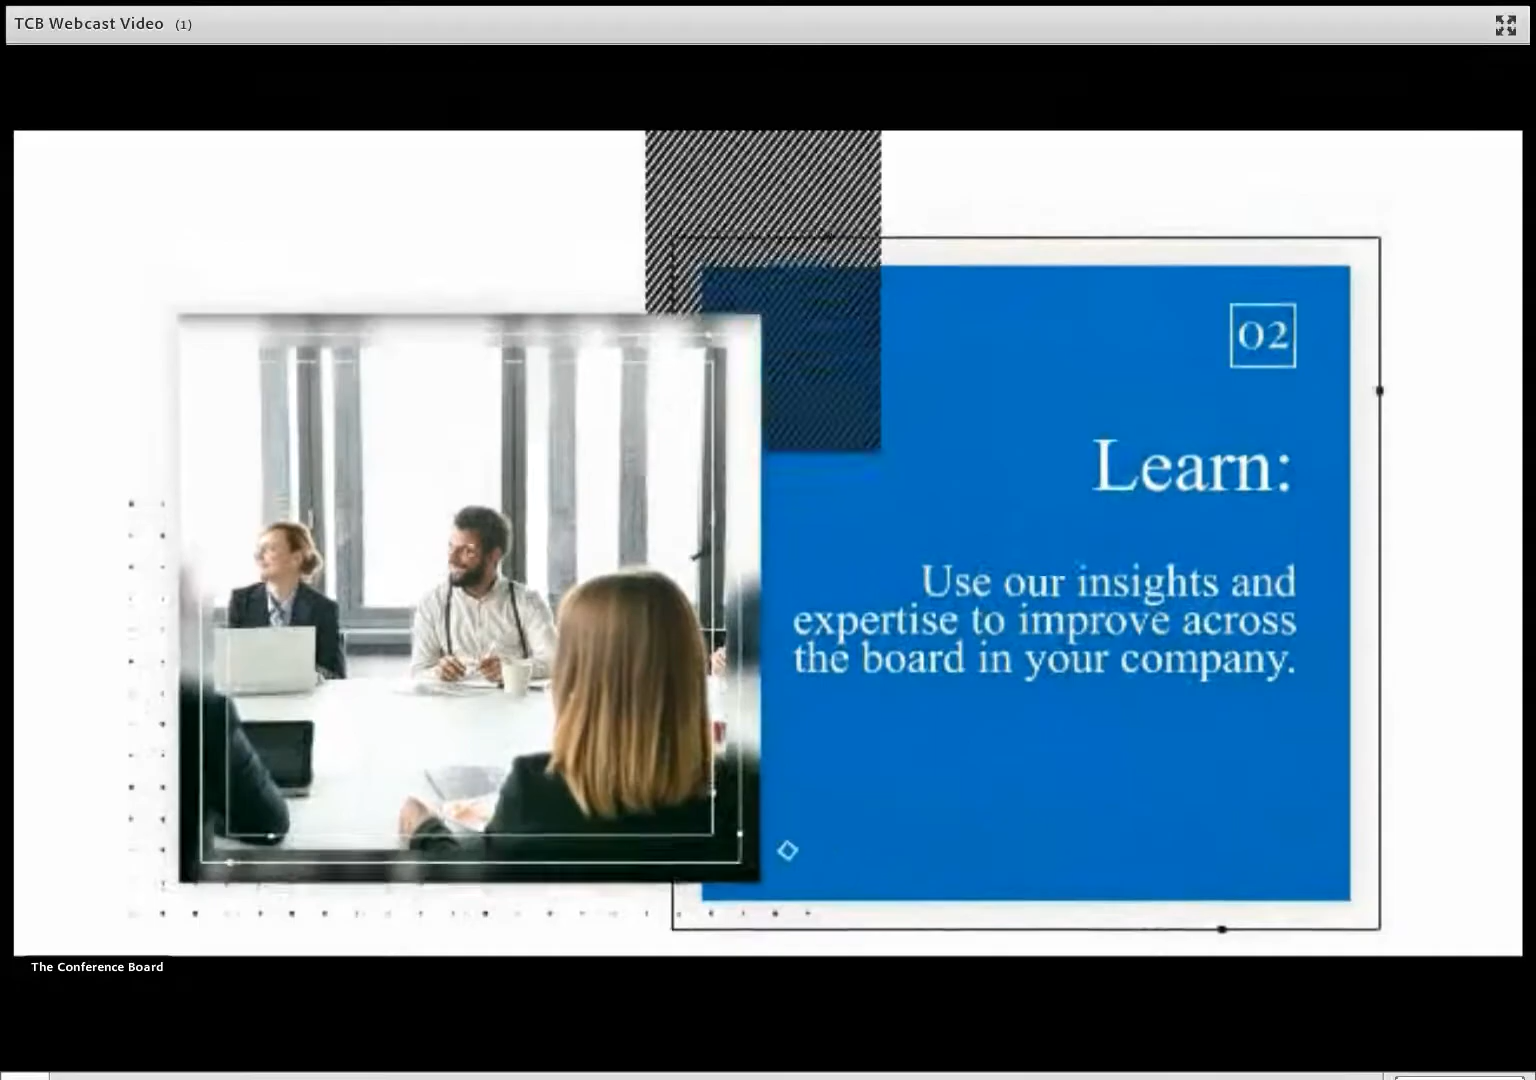 TCB Webcast Video (1)
02
Learn:
Use our insights and
expertise to improve across
the board in your company.
The Conference Board